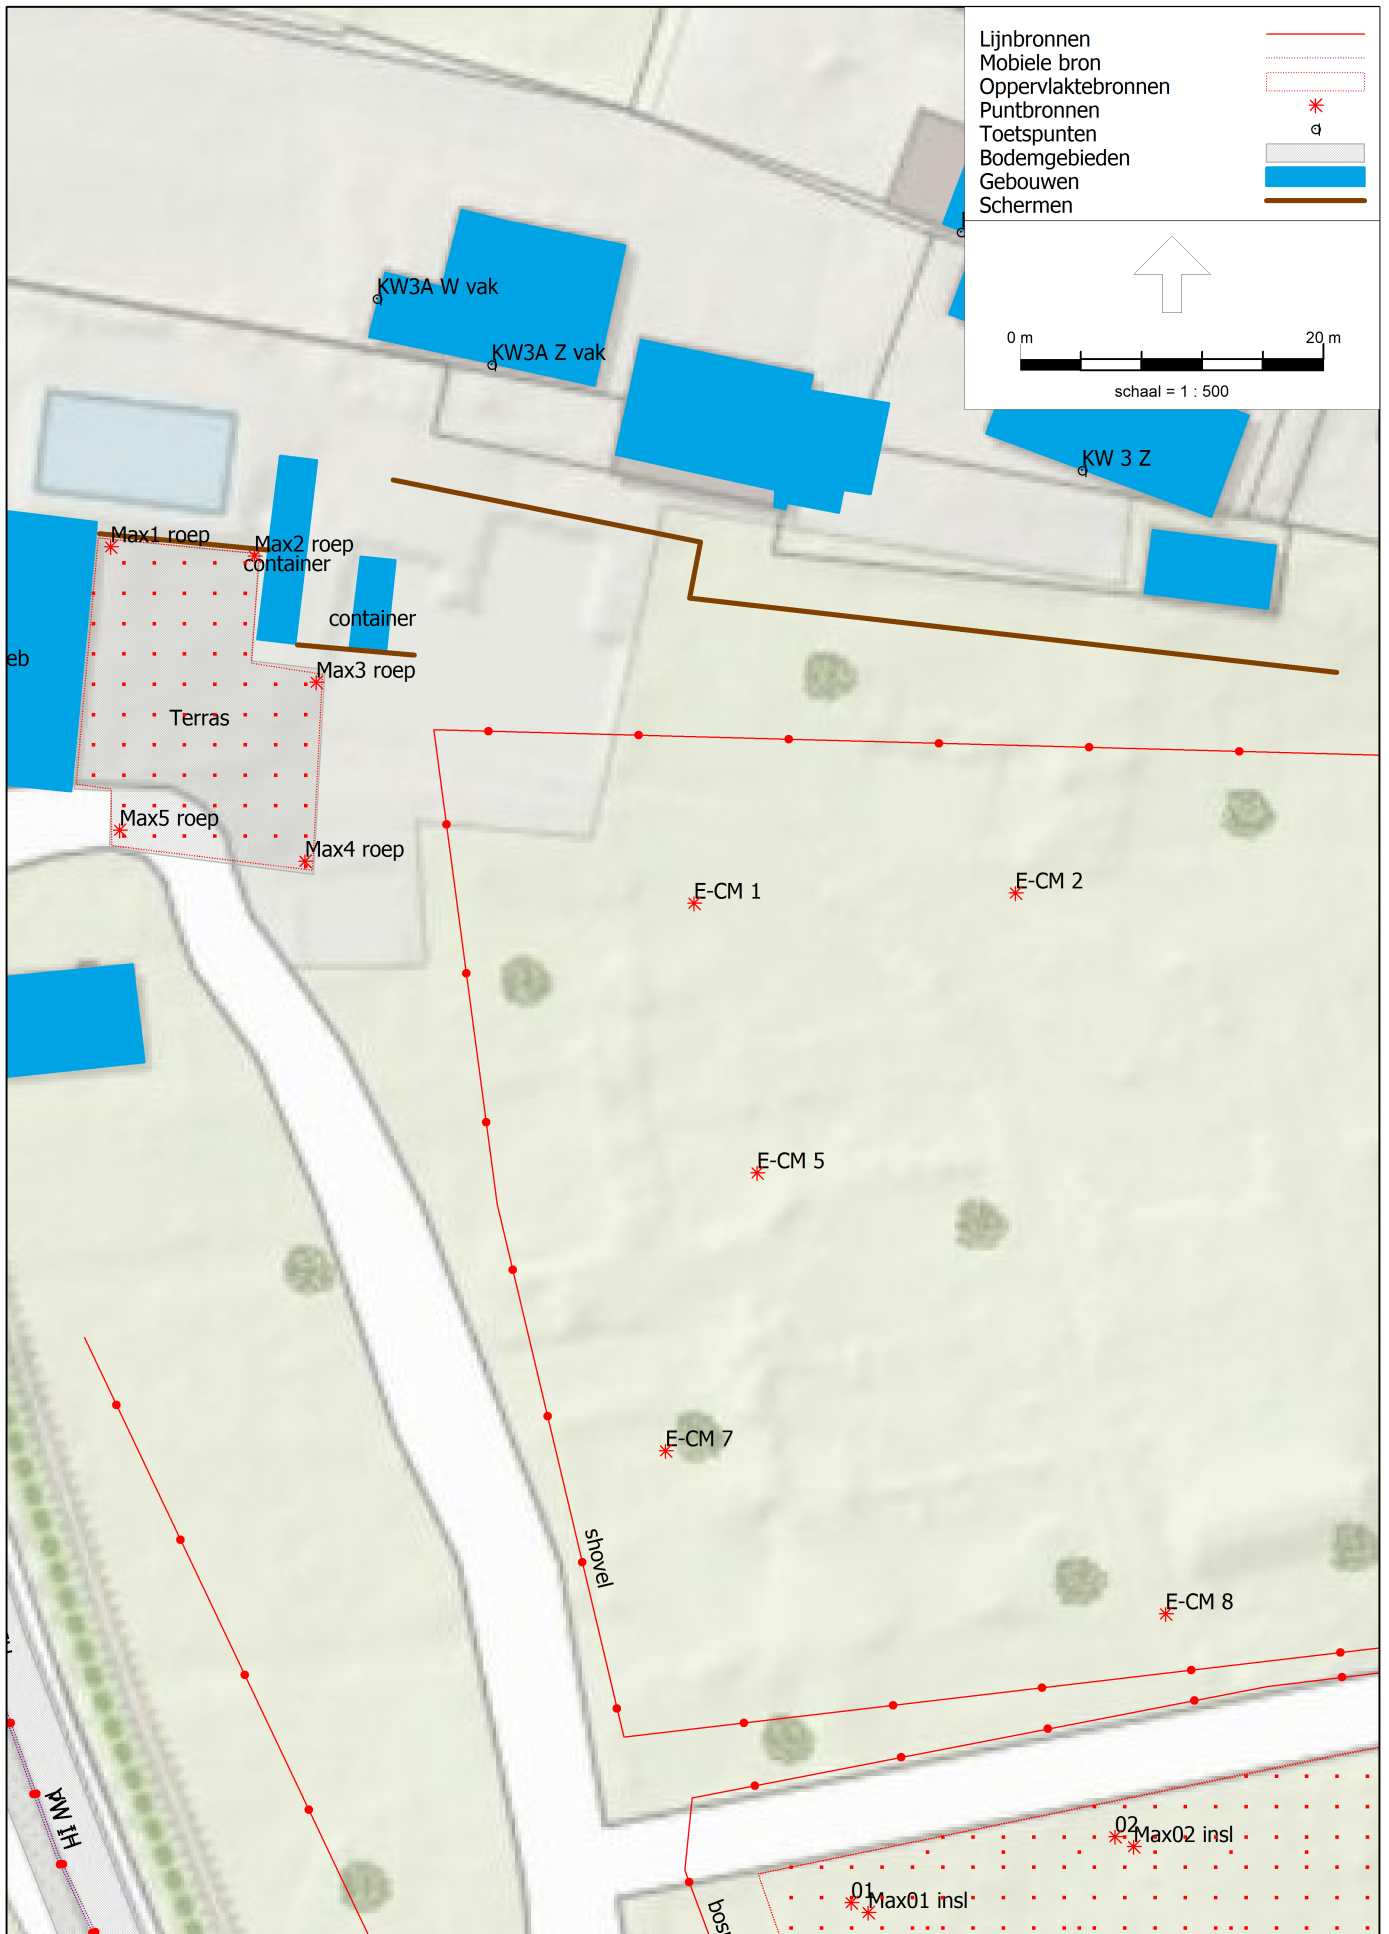 Lijnbronnen
Mobiele bron
Oppervlaktebronnen
Puntbronnen
Toetspunten
Bodemgebieden
Gebouwen
Schermen
0 m
20 m
schaal = 1 : 500
KW3A W vak
KW3A Z vak
KW 3 Z
Max1 roep
Max2 roep
container
container
eb
Max3 roep
Terras
Max5 roep
Max4 roep
E-CM 1
E-CM 2
E-CM 5
E-CM 7
shovel
E-CM 8
02
Max02 insl
01
Max01 insl